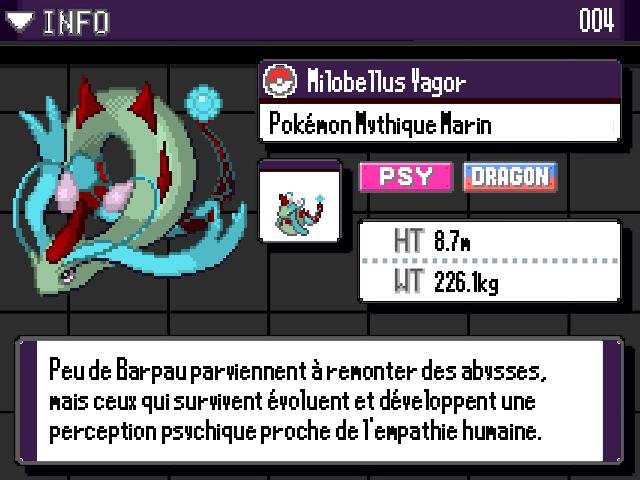 INFO
004
Milobellus Yagor
Pokémon Mythique Marin
PSY
DRAGON
HT 8.7m
WT 226.1kg
Peu de Barpau parviennent à remonter des abysses,
mais ceux qui survivent évoluent et développent une
perception psychique proche de l'empathie humaine.